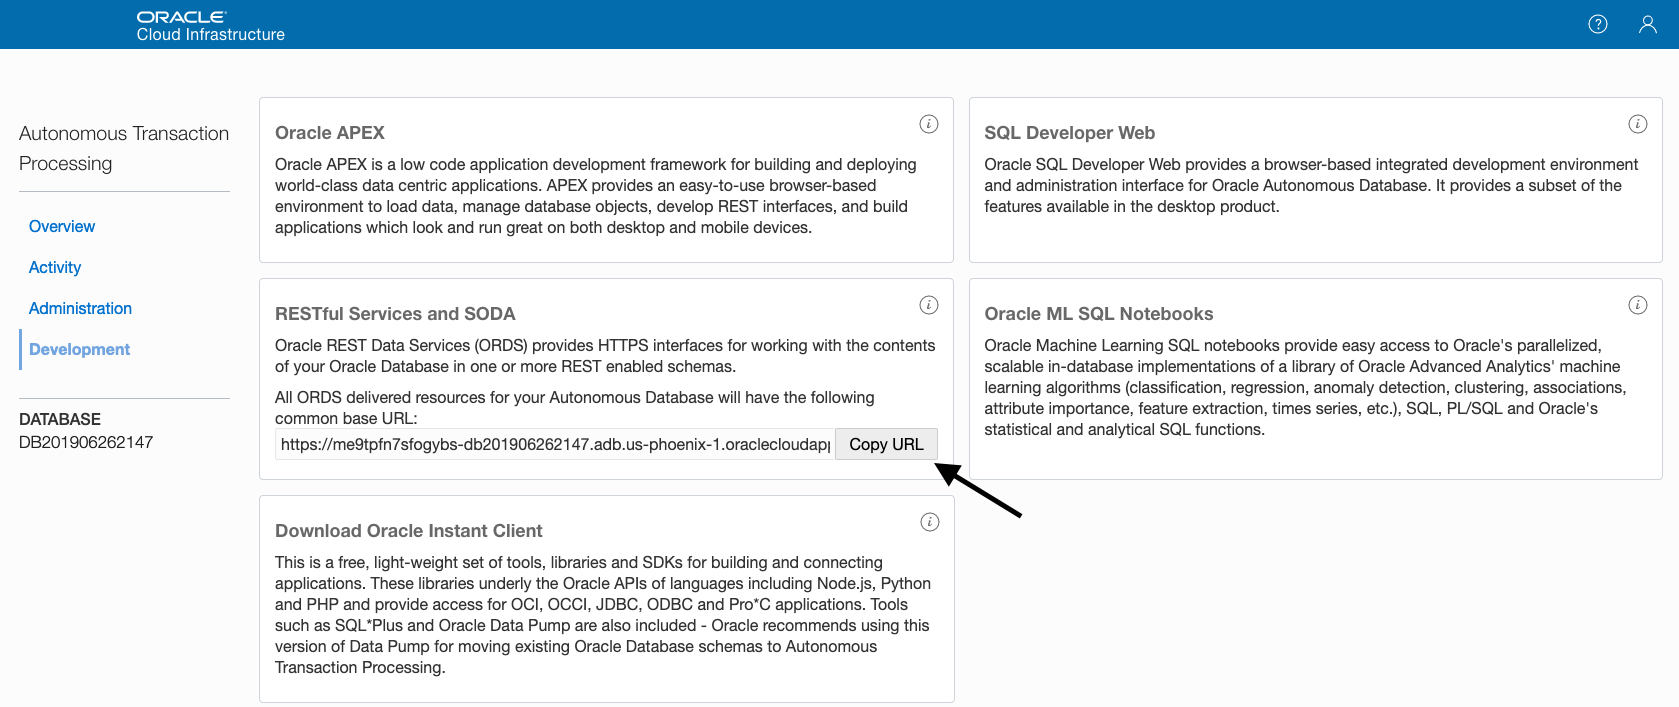 ORACLE
Cloud Infrastructure
Autonomous Transaction
Processing
Overview
Activity
Administration
Development
DATABASE
DB201906262147
Oracle APEX
Oracle APEX is a low code application development framework for building and deploying
world-class data centric applications. APEX provides an easy-to-use browser-based
environment to load data, manage database objects, develop REST interfaces, and build
applications which look and run great on both desktop and mobile devices.
SQL Developer Web
Oracle SQL Developer Web provides a browser-based integrated development environment
and administration interface for Oracle Autonomous Database. It provides a subset of the
features available in the desktop product.
RESTful Services and SODA
Oracle REST Data Services (ORDS) provides HTTPS interfaces for working with the contents
of your Oracle Database in one or more REST enabled schemas.
All ORDS delivered resources for your Autonomous Database will have the following
common base URL:
https://me9tpfn7sfogybs-db201906262147.adb.us-phoenix-1.oraclecloudapp
Copy URL
Oracle ML SQL Notebooks
Oracle Machine Learning SQL notebooks provide easy access to Oracle's parallelized,
scalable in-database implementations of a library of Oracle Advanced Analytics' machine
learning algorithms (classification, regression, anomaly detection, clustering, associations,
attribute importance, feature extraction, times series, etc.), SQL, PL/SQL and Oracle's
statistical and analytical SQL functions.
Download Oracle Instant Client
This is a free, light-weight set of tools, libraries and SDKs for building and connecting
applications. These libraries underly the Oracle APIs of languages including Node.js, Python
and PHP and provide access for OCI, OCCI, JDBC, ODBC and Pro*C applications. Tools
such as SQL*Plus and Oracle Data Pump are also included - Oracle recommends using this
version of Data Pump for moving existing Oracle Database schemas to Autonomous
Transaction Processing.